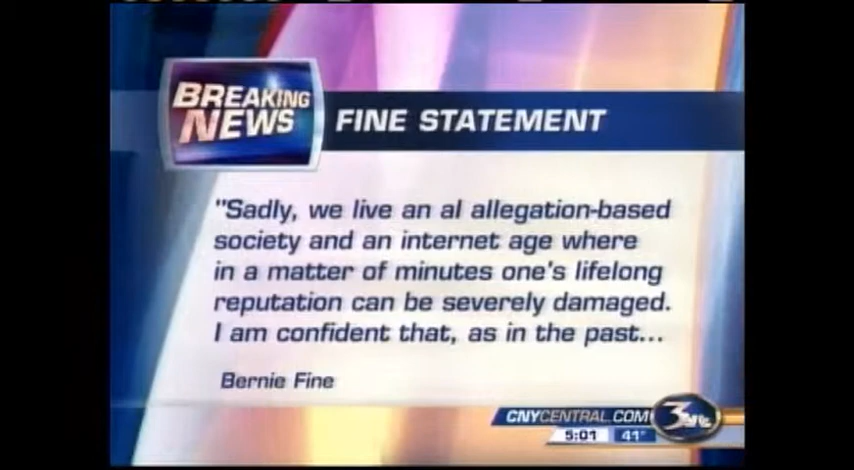 BREAKING
NEWS
FINE STATEMENT
"Sadly, we live an al allegation-based
society and an internet age where
in a matter of minutes one's lifelong
reputation can be severely damaged.
I am confident that, as in the past...
Bernie Fine
CNYCENTRAL.COM
3
5:01 41°